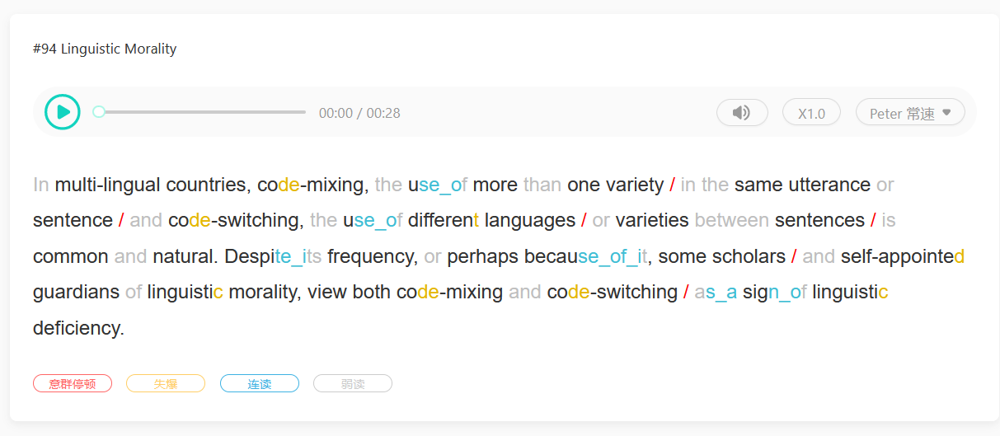 #94 Linguistic Morality
00:00 / 00:28
X1.0
Peter 常速
In multi-lingual countries, code-mixing, the use_of more than one variety / in the same utterance or
sentence / and code-switching, the use_of different languages / or varieties between sentences / is
common and natural. Despite_its frequency, or perhaps because_of_it, some scholars / and self-appointed
guardians of linguistic morality, view both code-mixing and code-switching / as_a sign_of linguistic
deficiency.
意群停顿 失爆 连读 弱读